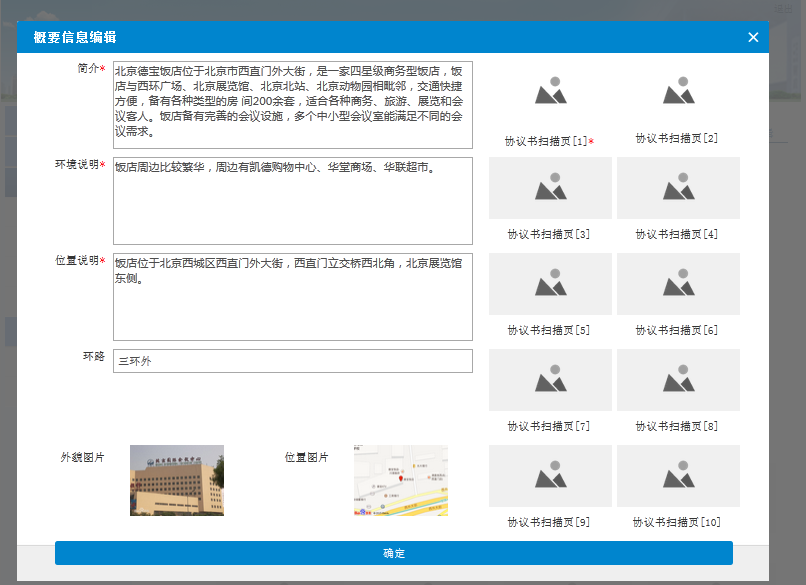 概要信息编辑
简介*
北京德宝饭店位于北京市西直门外大街，是一家四星级商务型饭店，饭
店与西环广场、北京展览馆、北京北站、北京动物园相毗邻，交通快捷
方便，备有各种类型的房 间200余套，适合各种商务、旅游、展览和会
议客人。饭店备有完善的会议设施，多个中小型会议室能满足不同的会
议需求。
环境说明*
饭店周边比较繁华，周边有凯德购物中心、华堂商场、华联超市。
位置说明*
饭店位于北京西城区西直门外大街，西直门立交桥西北角，北京展览馆
东侧。
环路
三环外
外貌图片
位置图片
协议书扫描页[1]*
协议书扫描页[2]
协议书扫描页[3]
协议书扫描页[4]
协议书扫描页[5]
协议书扫描页[6]
协议书扫描页[7]
协议书扫描页[8]
协议书扫描页[9]
协议书扫描页[10]
确定